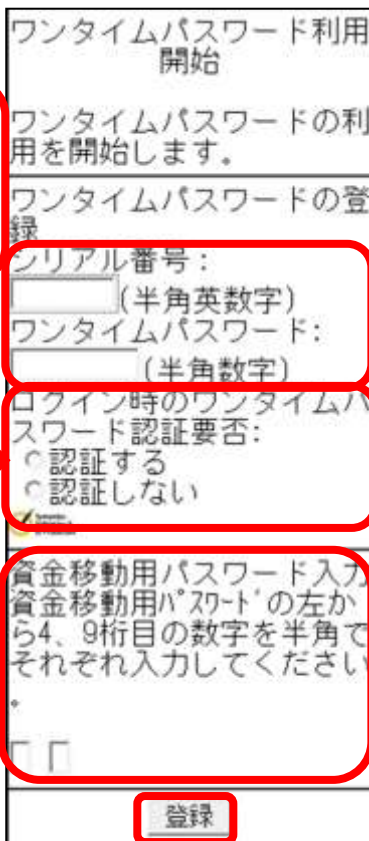 ワンタイムパスワード利用
開始
ワンタイムパスワードの利
用を開始します。
ワンタイムパスワードの登
録
シリアル番号:
(半角英数字)
ワンタイムパスワード:
(半角数字)
ログイン時のワンタイムパ
スワード認証要否:
認証する
認証しない
資金移動用パスワード入力
資金移動用ﾊﾟｽﾜｰﾄﾞの左か
ら4、9桁目の数字を半角で
それぞれ入力してください
。
登録